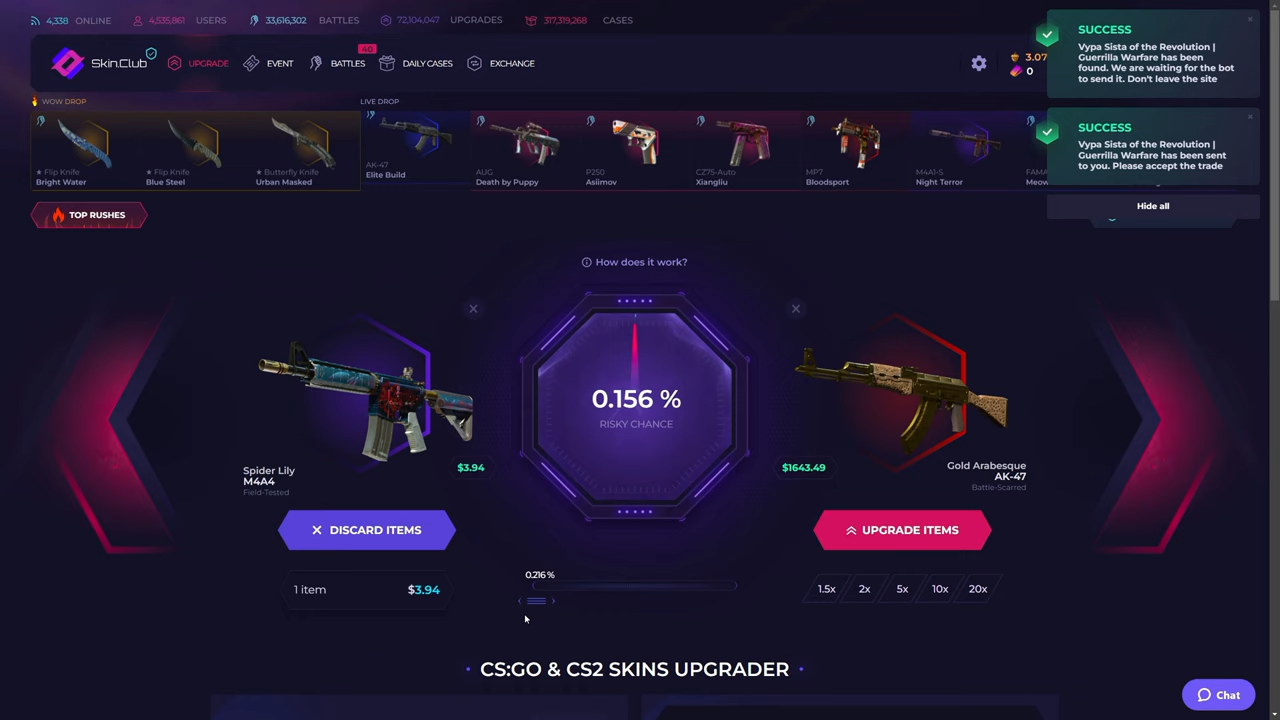 4,338 ONLINE 4,535,861 USERS 33,616,302 BATTLES 72,104,047 UPGRADES 317,319,268 CASES
Skin.Club UPGRADE EVENT 40 BATTLES DAILY CASES EXCHANGE 3.07
0
WOW DROP LIVE DROP
★ Flip Knife
Bright Water
★ Flip Knife
Blue Steel
★ Butterfly Knife
Urban Masked
AK-47
Elite Build
AUG
Death by Puppy
P250
Asiimov
CZ75-Auto
Xiangliu
MP7
Bloodsport
M4A1-S
Night Terror
FAMA
Meow
SUCCESS
Vypa Sista of the Revolution |
Guerrilla Warfare has been
found. We are waiting for the bot
to send it. Don't leave the site
SUCCESS
Vypa Sista of the Revolution |
Guerrilla Warfare has been sent
to you. Please accept the trade
Hide all
TOP RUSHES
How does it work?
0.156 %
RISKY CHANCE
$3.94
Spider Lily
M4A4
Field-Tested
$1643.49
Gold Arabesque
AK-47
Battle-Scarred
DISCARD ITEMS
UPGRADE ITEMS
1 item $3.94
0.216 %
1.5x 2x 5x 10x 20x
CS:GO & CS2 SKINS UPGRADER
Chat